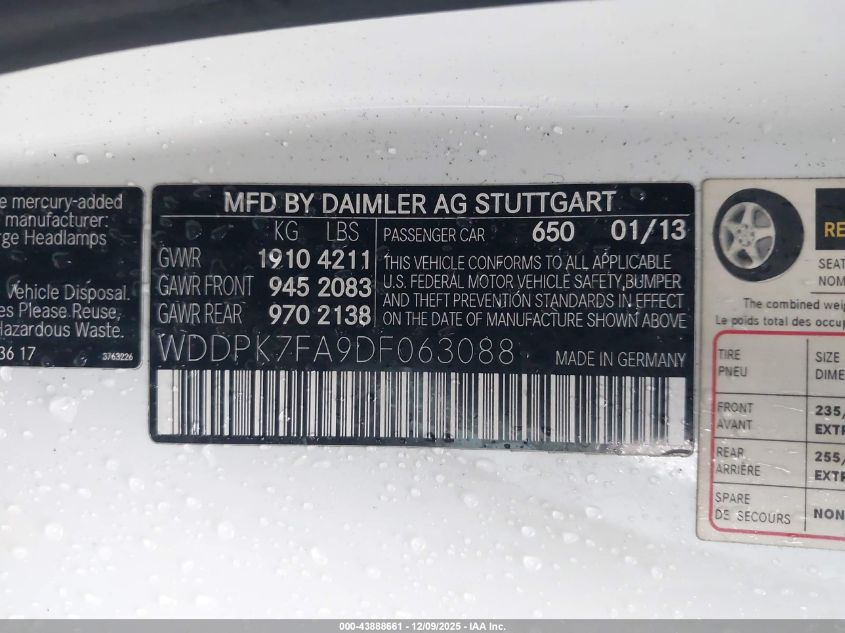 e mercury-added
manufacturer:
rge Headlamps
Vehicle Disposal.
es Please Reuse,
Hazardous Waste.
36 17
3763226
MFD BY DAIMLER AG STUTTGART
KG LBS
GVWR 1910 4211
GAWR FRONT 945 2083
GAWR REAR 970 2138
PASSENGER CAR 650 01/13
THIS VEHICLE CONFORMS TO ALL APPLICABLE
U.S. FEDERAL MOTOR VEHICLE SAFETY,BUMPER
AND THEFT PREVENTION STANDARDS IN EFFECT
ON THE DATE OF MANUFACTURE SHOWN ABOVE
WDDPK7FA9DF063088
MADE IN GERMANY
RE
SEAT
NOM
The combined weig
Le poids total des occup
TIRE SIZE
PNEU DIME
FRONT 235/
AVANT EXTR
REAR 255/
ARRIÈRE EXTR
SPARE NON
DE SECOURS
000-43888661 - 12/09/2025 - IAA Inc.